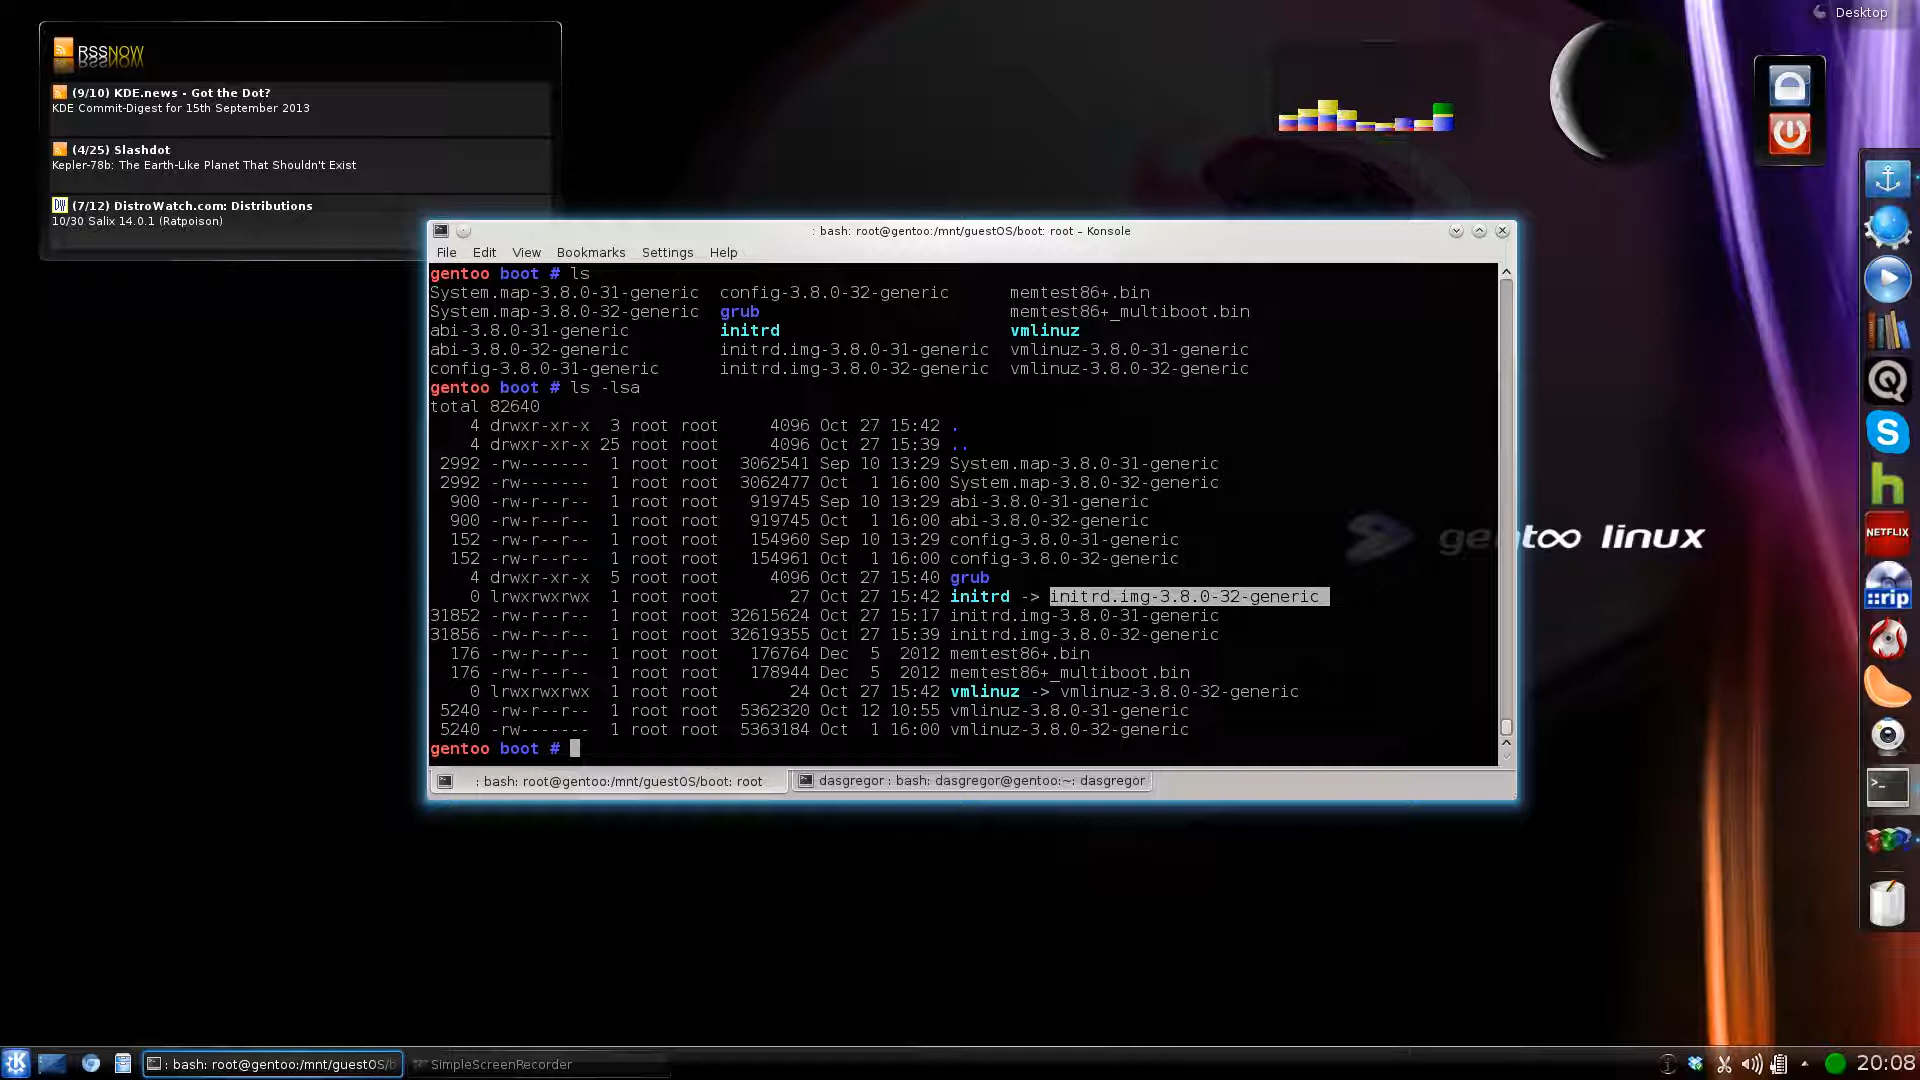 Desktop
RSSNOW
(9/10) KDE.news - Got the Dot?
KDE Commit-Digest for 15th September 2013
(4/25) Slashdot
Kepler-78b: The Earth-Like Planet That Shouldn't Exist
DW (7/12) DistroWatch.com: Distributions
10/30 Salix 14.0.1 (Ratpoison)
: bash: root@gentoo:/mnt/guestOS/boot: root – Konsole
File Edit View Bookmarks Settings Help
gentoo boot # ls
System.map-3.8.0-31-generic config-3.8.0-32-generic memtest86+.bin
System.map-3.8.0-32-generic grub memtest86+_multiboot.bin
abi-3.8.0-31-generic initrd vmlinuz
abi-3.8.0-32-generic initrd.img-3.8.0-31-generic vmlinuz-3.8.0-31-generic
config-3.8.0-31-generic initrd.img-3.8.0-32-generic vmlinuz-3.8.0-32-generic
gentoo boot # ls -lsa
total 82640
4 drwxr-xr-x 3 root root 4096 Oct 27 15:42 .
4 drwxr-xr-x 25 root root 4096 Oct 27 15:39 ..
2992 -rw------- 1 root root 3062541 Sep 10 13:29 System.map-3.8.0-31-generic
2992 -rw------- 1 root root 3062477 Oct 1 16:00 System.map-3.8.0-32-generic
900 -rw-r--r-- 1 root root 919745 Sep 10 13:29 abi-3.8.0-31-generic
900 -rw-r--r-- 1 root root 919745 Oct 1 16:00 abi-3.8.0-32-generic
152 -rw-r--r-- 1 root root 154960 Sep 10 13:29 config-3.8.0-31-generic
152 -rw-r--r-- 1 root root 154961 Oct 1 16:00 config-3.8.0-32-generic
4 drwxr-xr-x 5 root root 4096 Oct 27 15:40 grub
0 lrwxrwxrwx 1 root root 27 Oct 27 15:42 initrd -> initrd.img-3.8.0-32-generic
31852 -rw-r--r-- 1 root root 32615624 Oct 27 15:17 initrd.img-3.8.0-31-generic
31856 -rw-r--r-- 1 root root 32619355 Oct 27 15:39 initrd.img-3.8.0-32-generic
176 -rw-r--r-- 1 root root 176764 Dec 5 2012 memtest86+.bin
176 -rw-r--r-- 1 root root 178944 Dec 5 2012 memtest86+_multiboot.bin
0 lrwxrwxrwx 1 root root 24 Oct 27 15:42 vmlinuz -> vmlinuz-3.8.0-32-generic
5240 -rw-r--r-- 1 root root 5362320 Oct 12 10:55 vmlinuz-3.8.0-31-generic
5240 -rw------- 1 root root 5363184 Oct 1 16:00 vmlinuz-3.8.0-32-generic
gentoo boot #
: bash: root@gentoo:/mnt/guestOS/boot: root
dasgregor : bash: dasgregor@gentoo:~: dasgregor
gentoo linux
NETFLIX
::rip
: bash: root@gentoo:/mnt/guestOS/b
SimpleScreenRecorder
20:08